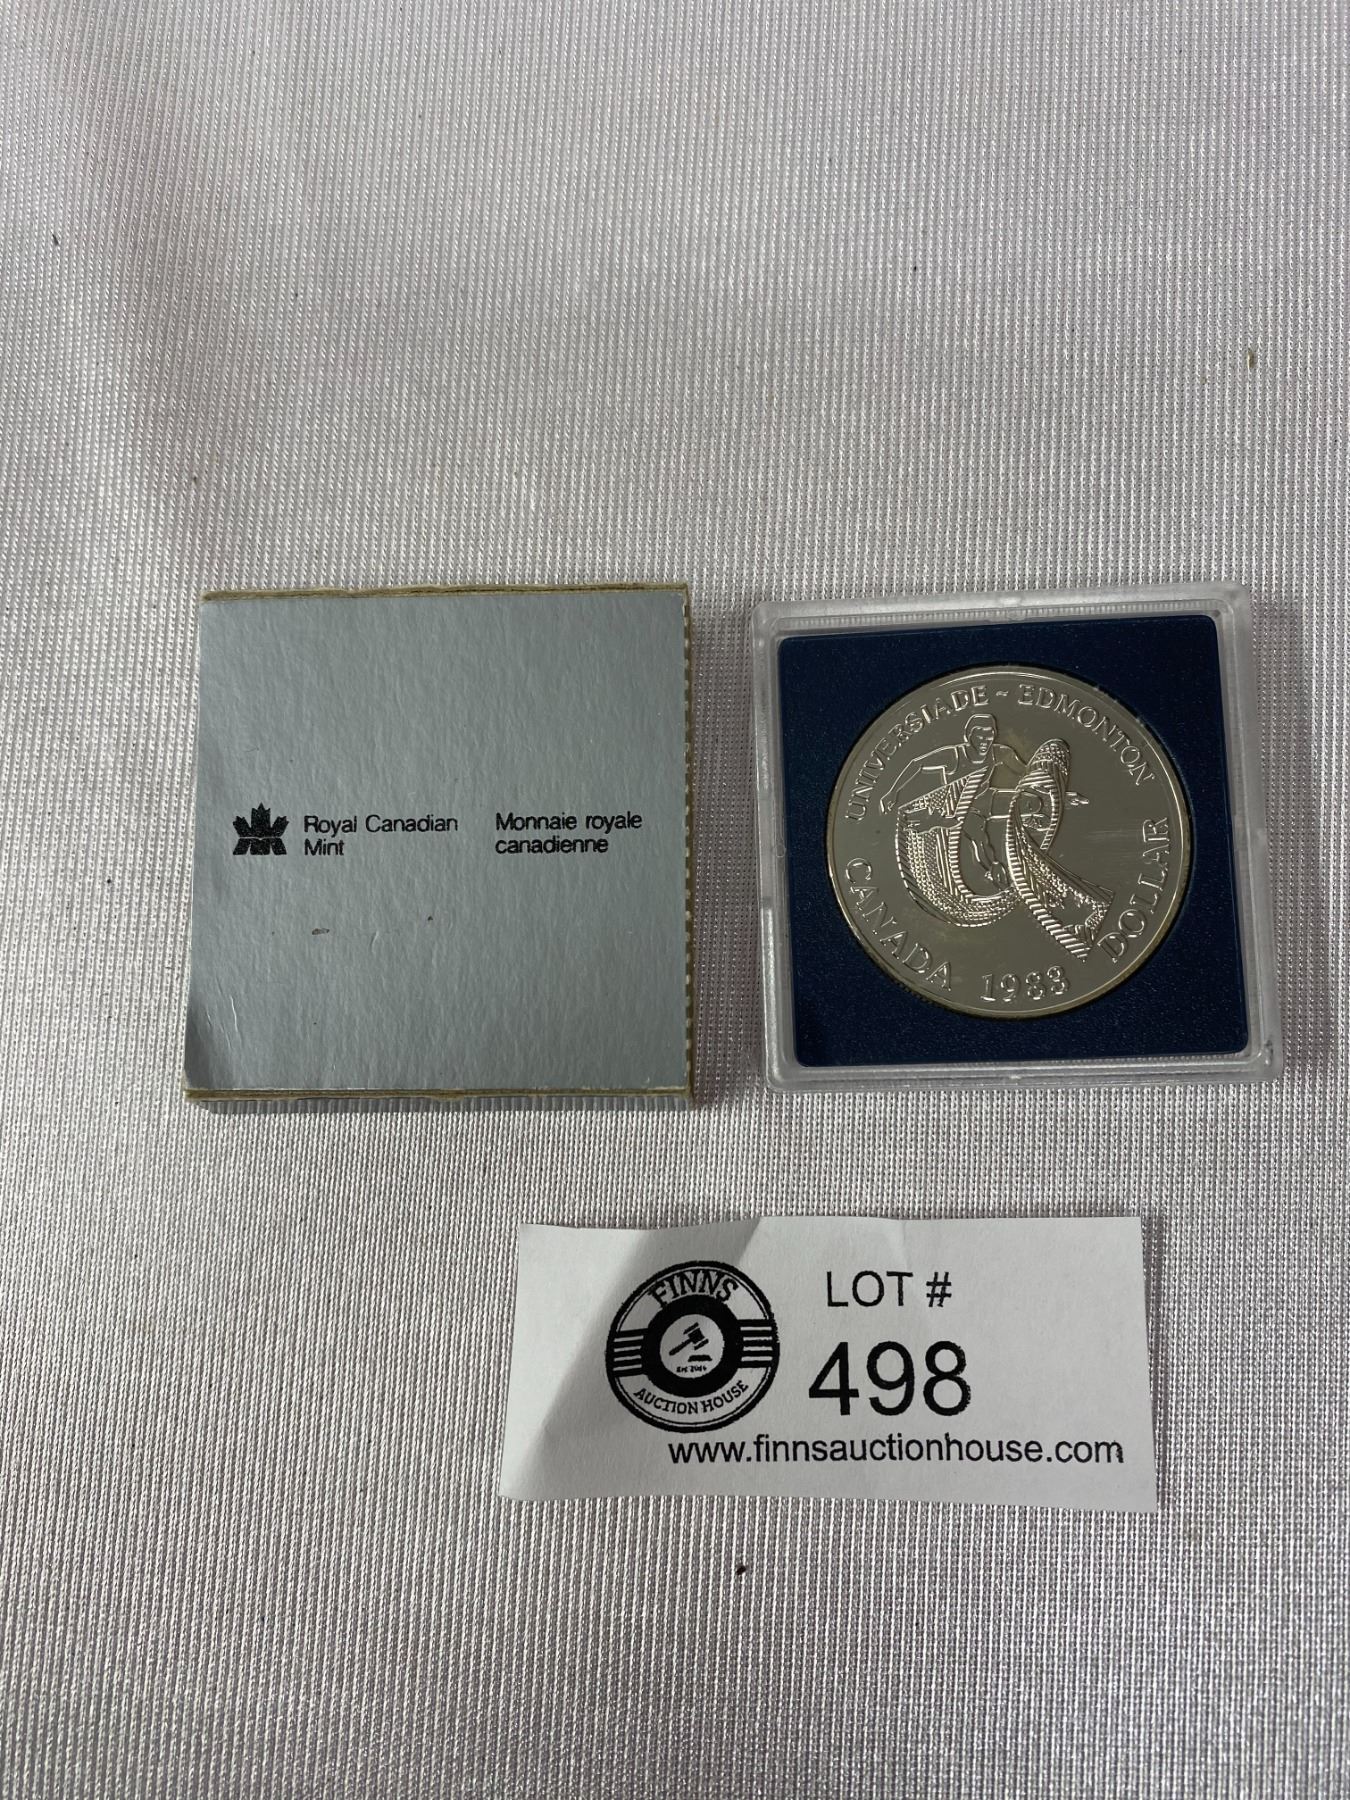 Royal Canadian
Mint
Monnaie royale
canadienne
UNIVERSIADE ~ EDMONTON
CANADA 1983 DOLLAR
FINNS
AUCTION HOUSE
LOT #
498
www.finnsauctionhouse.com